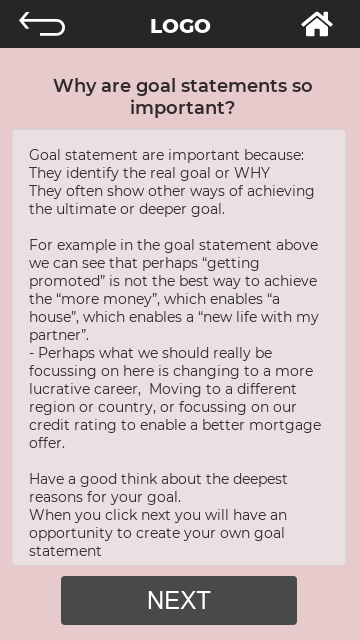 LOGO
Why are goal statements so
important?
Goal statement are important because:
They identify the real goal or WHY
They often show other ways of achieving
the ultimate or deeper goal.
For example in the goal statement above
we can see that perhaps “getting
promoted” is not the best way to achieve
the “more money”, which enables “a
house”, which enables a “new life with my
partner”.
- Perhaps what we should really be
focussing on here is changing to a more
lucrative career,  Moving to a different
region or country, or focussing on our
credit rating to enable a better mortgage
offer.
Have a good think about the deepest
reasons for your goal.
When you click next you will have an
opportunity to create your own goal
statement
NEXT